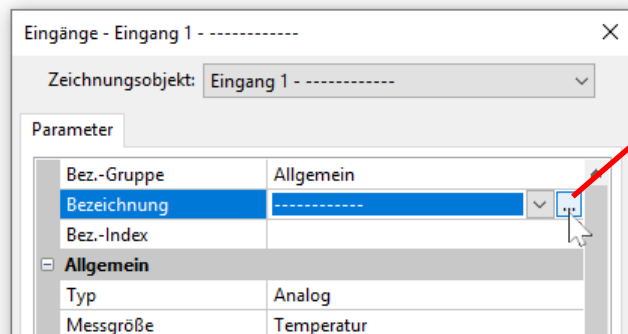 Eingänge - Eingang 1 - ------------
Zeichnungsobjekt: Eingang 1 - ------------
Parameter
Bez.-Gruppe Allgemein
Bezeichnung ------------ ...
Bez.-Index
Allgemein
Typ Analog
Messgröße Temperatur